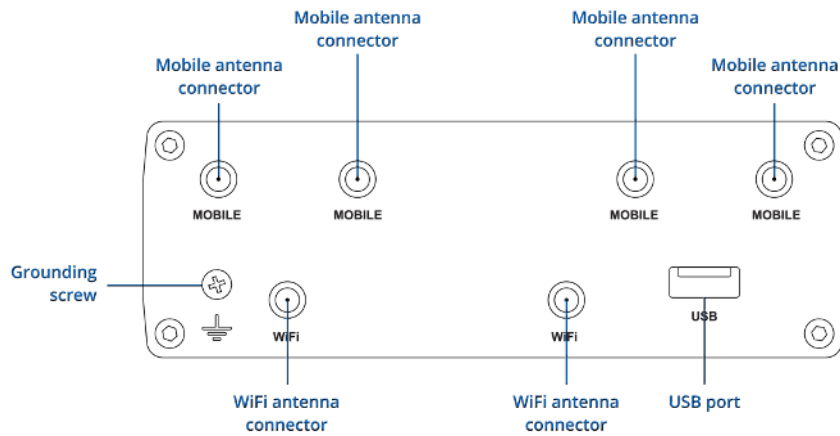 Mobile antenna
connector
Mobile antenna
connector
Mobile antenna
connector
Mobile antenna
connector
MOBILE
MOBILE
MOBILE
MOBILE
Grounding
screw
WiFi
WiFi
USB
WiFi antenna
connector
WiFi antenna
connector
USB port